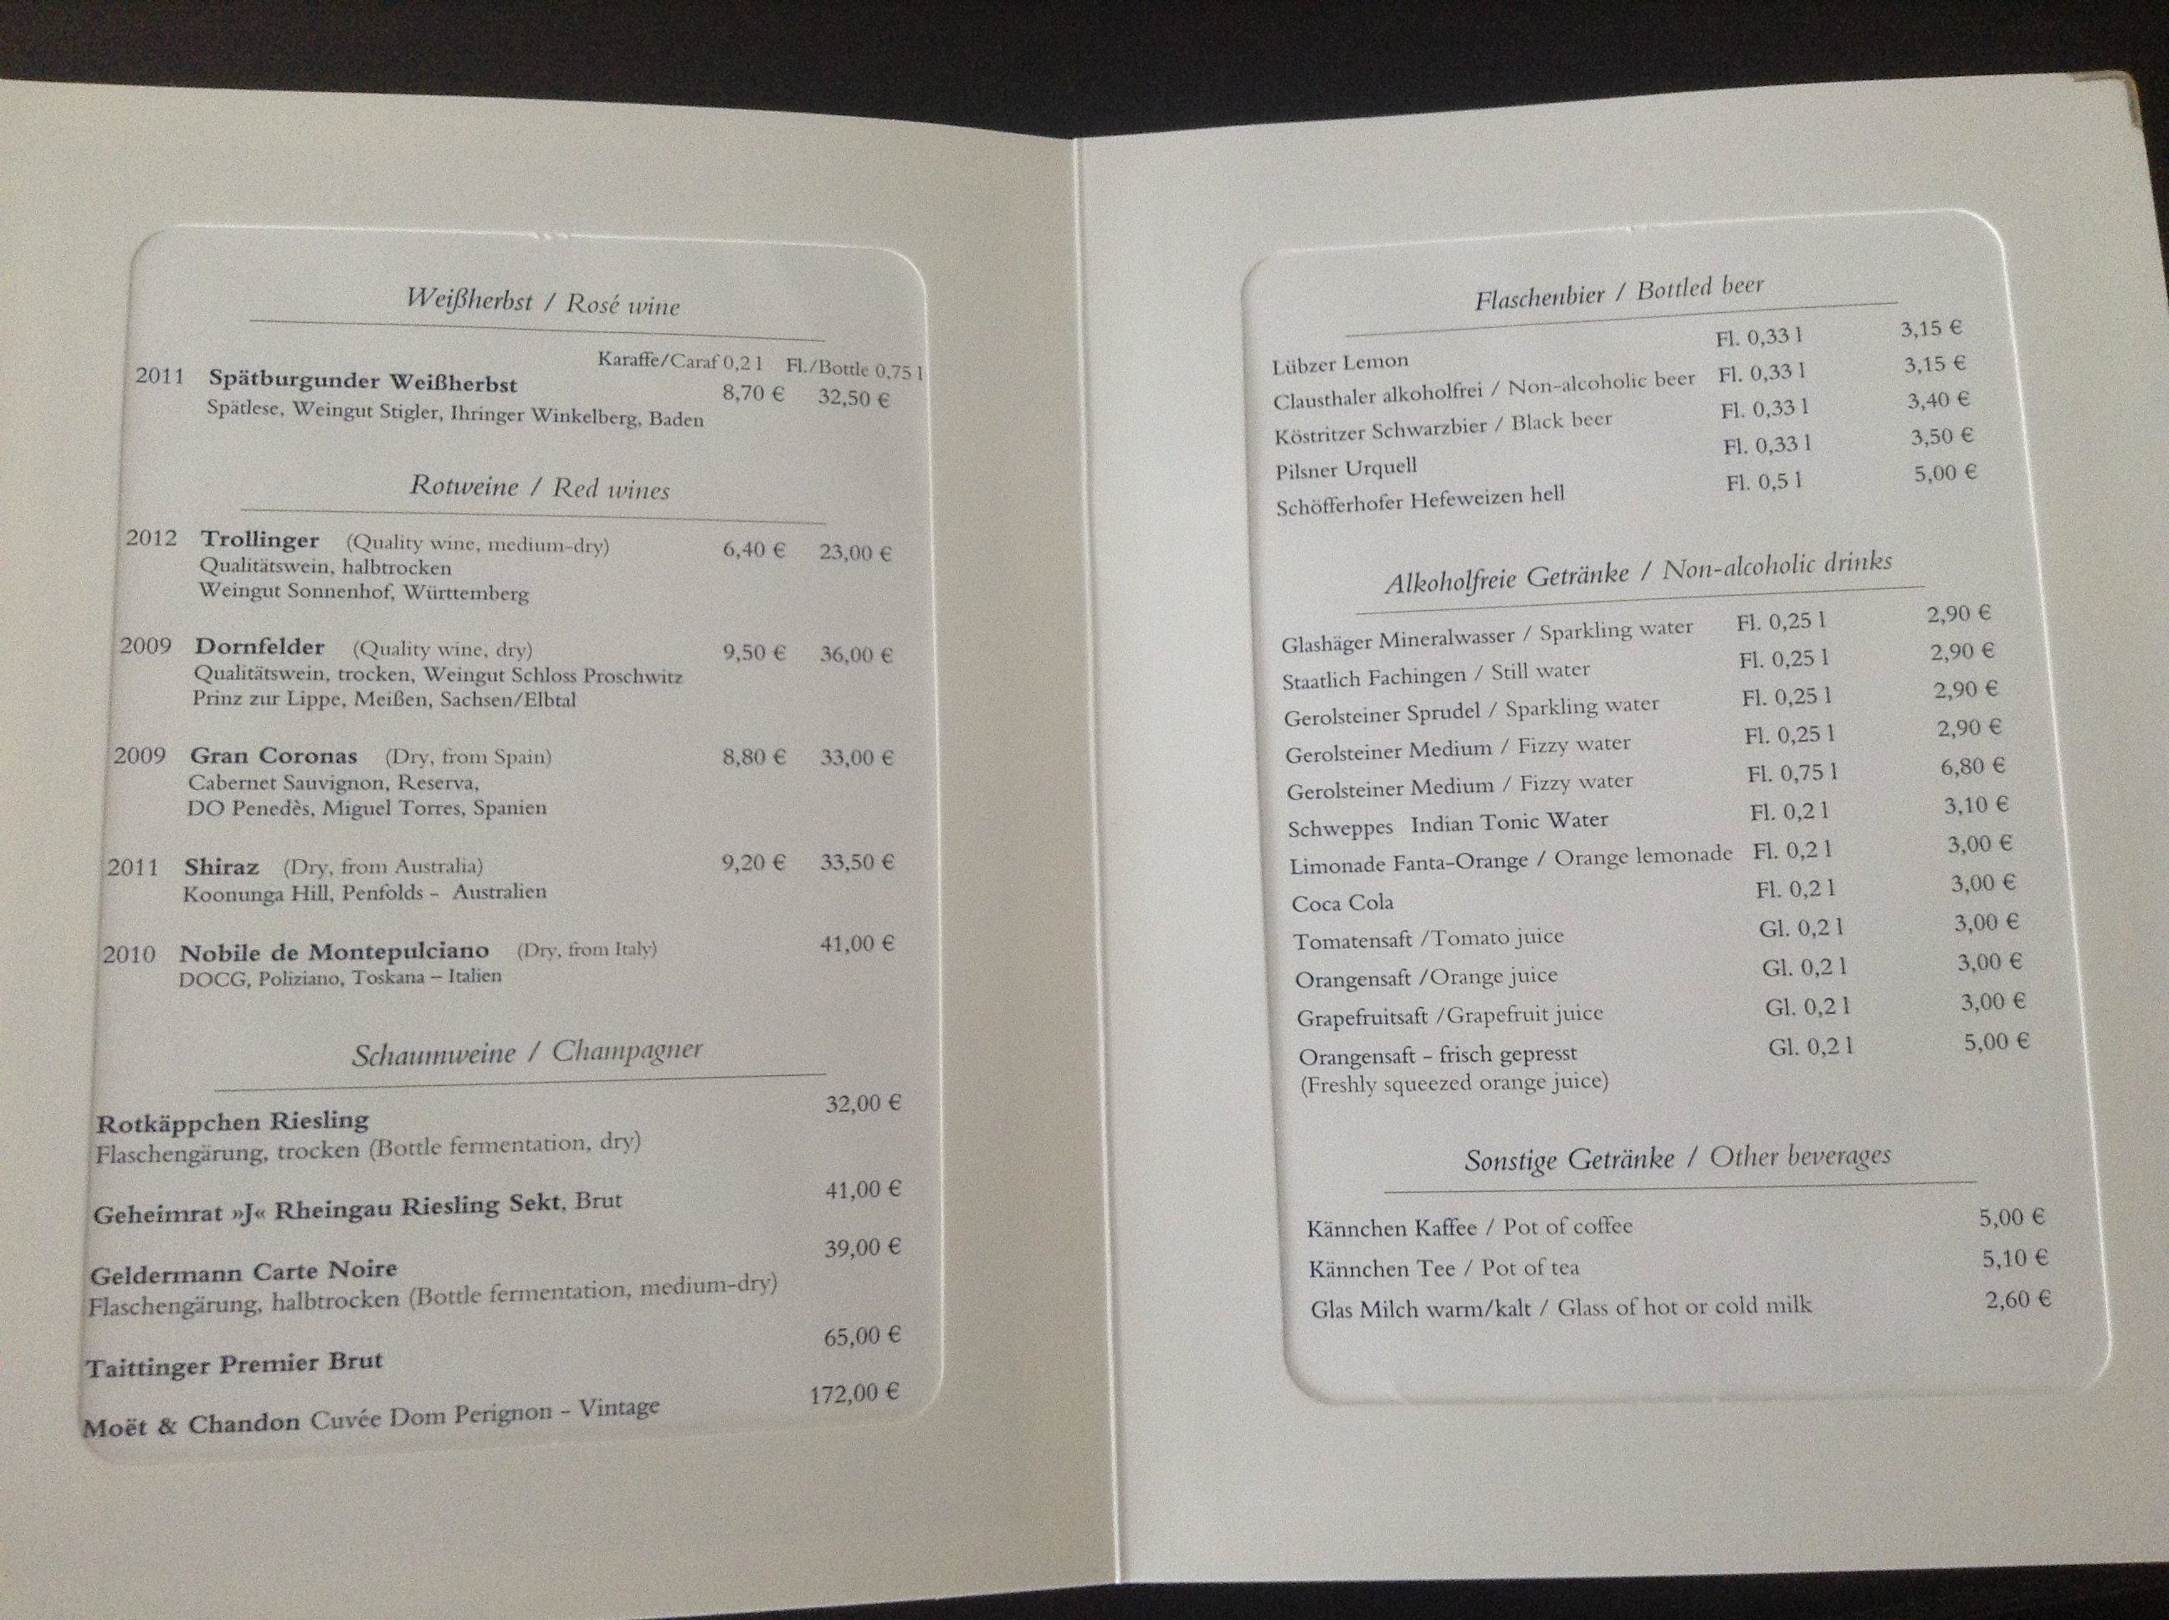 Weißherbst / Rosé wine
Karaffe/Caraf 0,2 l Fl./Bottle 0,75 l
2011 Spätburgunder Weißherbst 8,70 € 32,50 €
Spätlese, Weingut Stigler, Ihringer Winkelberg, Baden
Rotweine / Red wines
2012 Trollinger (Quality wine, medium-dry) 6,40 € 23,00 €
Qualitätswein, halbtrocken
Weingut Sonnenhof, Württemberg
2009 Dornfelder (Quality wine, dry) 9,50 € 36,00 €
Qualitätswein, trocken, Weingut Schloss Proschwitz
Prinz zur Lippe, Meißen, Sachsen/Elbtal
2009 Gran Coronas (Dry, from Spain) 8,80 € 33,00 €
Cabernet Sauvignon, Reserva,
DO Penedès, Miguel Torres, Spanien
2011 Shiraz (Dry, from Australia) 9,20 € 33,50 €
Koonunga Hill, Penfolds - Australien
2010 Nobile de Montepulciano (Dry, from Italy) 41,00 €
DOCG, Poliziano, Toskana – Italien
Schaumweine / Champagner
Rotkäppchen Riesling 32,00 €
Flaschengärung, trocken (Bottle fermentation, dry)
Geheimrat »J« Rheingau Riesling Sekt, Brut 41,00 €
Geldermann Carte Noire 39,00 €
Flaschengärung, halbtrocken (Bottle fermentation, medium-dry)
Taittinger Premier Brut 65,00 €
Moët & Chandon Cuvée Dom Perignon - Vintage 172,00 €
Flaschenbier / Bottled beer
Lübzer Lemon Fl. 0,33 l 3,15 €
Clausthaler alkoholfrei / Non-alcoholic beer Fl. 0,33 l 3,15 €
Köstritzer Schwarzbier / Black beer Fl. 0,33 l 3,40 €
Pilsner Urquell Fl. 0,33 l 3,50 €
Schöfferhofer Hefeweizen hell Fl. 0,5 l 5,00 €
Alkoholfreie Getränke / Non-alcoholic drinks
Glashäger Mineralwasser / Sparkling water Fl. 0,25 l 2,90 €
Staatlich Fachingen / Still water Fl. 0,25 l 2,90 €
Gerolsteiner Sprudel / Sparkling water Fl. 0,25 l 2,90 €
Gerolsteiner Medium / Fizzy water Fl. 0,25 l 2,90 €
Gerolsteiner Medium / Fizzy water Fl. 0,75 l 6,80 €
Schweppes Indian Tonic Water Fl. 0,2 l 3,10 €
Limonade Fanta-Orange / Orange lemonade Fl. 0,2 l 3,00 €
Coca Cola Fl. 0,2 l 3,00 €
Tomatensaft /Tomato juice Gl. 0,2 l 3,00 €
Orangensaft /Orange juice Gl. 0,2 l 3,00 €
Grapefruitsaft /Grapefruit juice Gl. 0,2 l 3,00 €
Orangensaft - frisch gepresst Gl. 0,2 l 5,00 €
(Freshly squeezed orange juice)
Sonstige Getränke / Other beverages
Kännchen Kaffee / Pot of coffee 5,00 €
Kännchen Tee / Pot of tea 5,10 €
Glas Milch warm/kalt / Glass of hot or cold milk 2,60 €